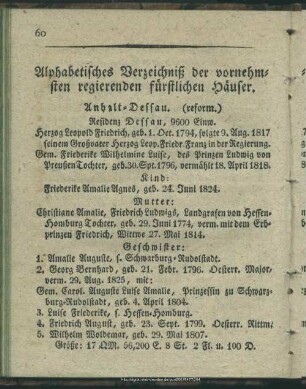 60
Alphabetisches Verzeichniß der vornehm-
sten regierenden fürstlichen Häuser.
Anhalt-Dessau. (reform.)
Residenz Dessau, 9600 Einw.
Herzog Leopold Friedrich, geb. 1. Oct. 1794, folgte 9. Aug. 1817
seinem Großvater Herzog Leop. Friedr. Franz in der Regierung.
Gem. Friederike Wilhelmine Luise, des Prinzen Ludwig von
Preußen Tochter, geb. 30. Sept. 1796, vermählt 18. April 1818.
Kind:
Friederike Amalie Agnes, geb. 24. Juni 1824.
Mutter:
Christiane Amalie, Friedrich Ludwigs, Landgrafen von Hessen-
Homburg Tochter, geb. 29. Juni 1774, verm. mit dem Erb-
prinzen Friedrich, Wittwe 27. Mai 1814.
Geschwister:
1. Amalie Auguste, s. Schwarzburg-Rudolstadt.
2. Georg Bernhard, geb. 21. Febr. 1796. Oesterr. Major,
verm. 29. Aug. 1825, mit:
Gem. Carol. Auguste Luise Amalie, Prinzessin zu Schwarz-
burg-Rudolstadt, geb. 4. April 1804.
3. Luise Friederike, s. Hessen-Homburg.
4. Friedrich August, geb. 23. Sept. 1799. Oesterr. Rittm.
5. Wilhelm Woldemar, geb. 29. Mai 1807.
Größe: 17 QM. 56,200 E. 8 St. 2 Fl. u. 100 D.